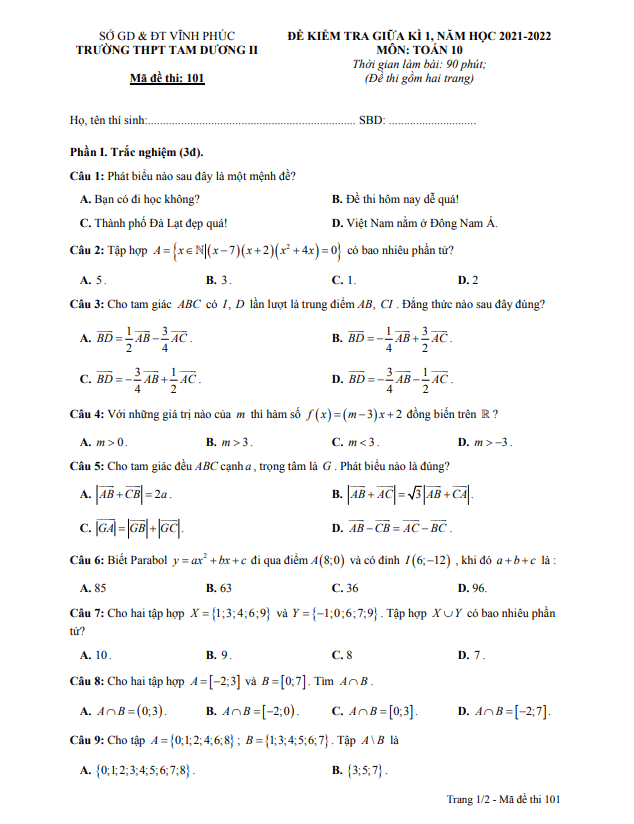 SỞ GD & ĐT VĨNH PHÚC
TRƯỜNG THPT TAM DƯƠNG II
Mã đề thi: 101
ĐỀ KIỂM TRA GIỮA KÌ 1, NĂM HỌC 2021-2022
MÔN: TOÁN 10
Thời gian làm bài: 90 phút;
(Đề thi gồm hai trang)
Họ, tên thí sinh:..................................................................... SBD: .............................
Phần I. Trắc nghiệm (3đ).
Câu 1: Phát biểu nào sau đây là một mệnh đề?
A. Bạn có đi học không? B. Đề thi hôm nay dễ quá!
C. Thành phố Đà Lạt đẹp quá! D. Việt Nam nằm ở Đông Nam Á.
Câu 2: Tập hợp $A=\{x\in\mathbb{N}|(x-7)(x+2)(x^2+4x)=0\}$ có bao nhiêu phần tử?
A. 5 . B. 3 . C. 1. D. 2
Câu 3: Cho tam giác ABC có I, D lần lượt là trung điểm AB, CI . Đẳng thức nào sau đây đúng?
A. $\overrightarrow{BD}=\frac{1}{2}\overrightarrow{AB}-\frac{3}{4}\overrightarrow{AC}$ . B. $\overrightarrow{BD}=-\frac{1}{4}\overrightarrow{AB}+\frac{3}{2}\overrightarrow{AC}$ .
C. $\overrightarrow{BD}=-\frac{3}{4}\overrightarrow{AB}+\frac{1}{2}\overrightarrow{AC}$ . D. $\overrightarrow{BD}=-\frac{3}{4}\overrightarrow{AB}-\frac{1}{2}\overrightarrow{AC}$ .
Câu 4: Với những giá trị nào của m thì hàm số $f(x)=(m-3)x+2$ đồng biến trên ℝ ?
A. m > 0 . B. m > 3 . C. m < 3 . D. m > −3 .
Câu 5: Cho tam giác đều ABC cạnh a , trọng tâm là G . Phát biểu nào là đúng?
A. $|\overrightarrow{AB}+\overrightarrow{CB}|=2a$ . B. $|\overrightarrow{AB}+\overrightarrow{AC}|=\sqrt{3}|\overrightarrow{AB}+\overrightarrow{CA}|$ .
C. $|\overrightarrow{GA}|=|\overrightarrow{GB}|+|\overrightarrow{GC}|$ . D. $\overrightarrow{AB}-\overrightarrow{CB}=\overrightarrow{AC}-\overrightarrow{BC}$ .
Câu 6: Biết Parabol $y=ax^2+bx+c$ đi qua điểm A(8;0) và có đỉnh I(6;−12) , khi đó a+b+c là :
A. 85 B. 63 C. 36 D. 96.
Câu 7: Cho hai tập hợp X = {1;3;4;6;9} và Y = {−1;0;6;7;9} . Tập hợp X ∪ Y có bao nhiêu phần
tử?
A. 10 . B. 9 . C. 8 D. 7 .
Câu 8: Cho hai tập hợp A = [−2;3] và B = [0;7] . Tìm A ∩ B .
A. A ∩ B = (0;3) . B. A ∩ B = [−2;0) . C. A ∩ B = [0;3] . D. A ∩ B = [−2;7] .
Câu 9: Cho tập A = {0;1;2;4;6;8} ; B = {1;3;4;5;6;7} . Tập A \ B là
A. {0;1;2;3;4;5;6;7;8} . B. {3;5;7} .
Trang 1/2 - Mã đề thi 101